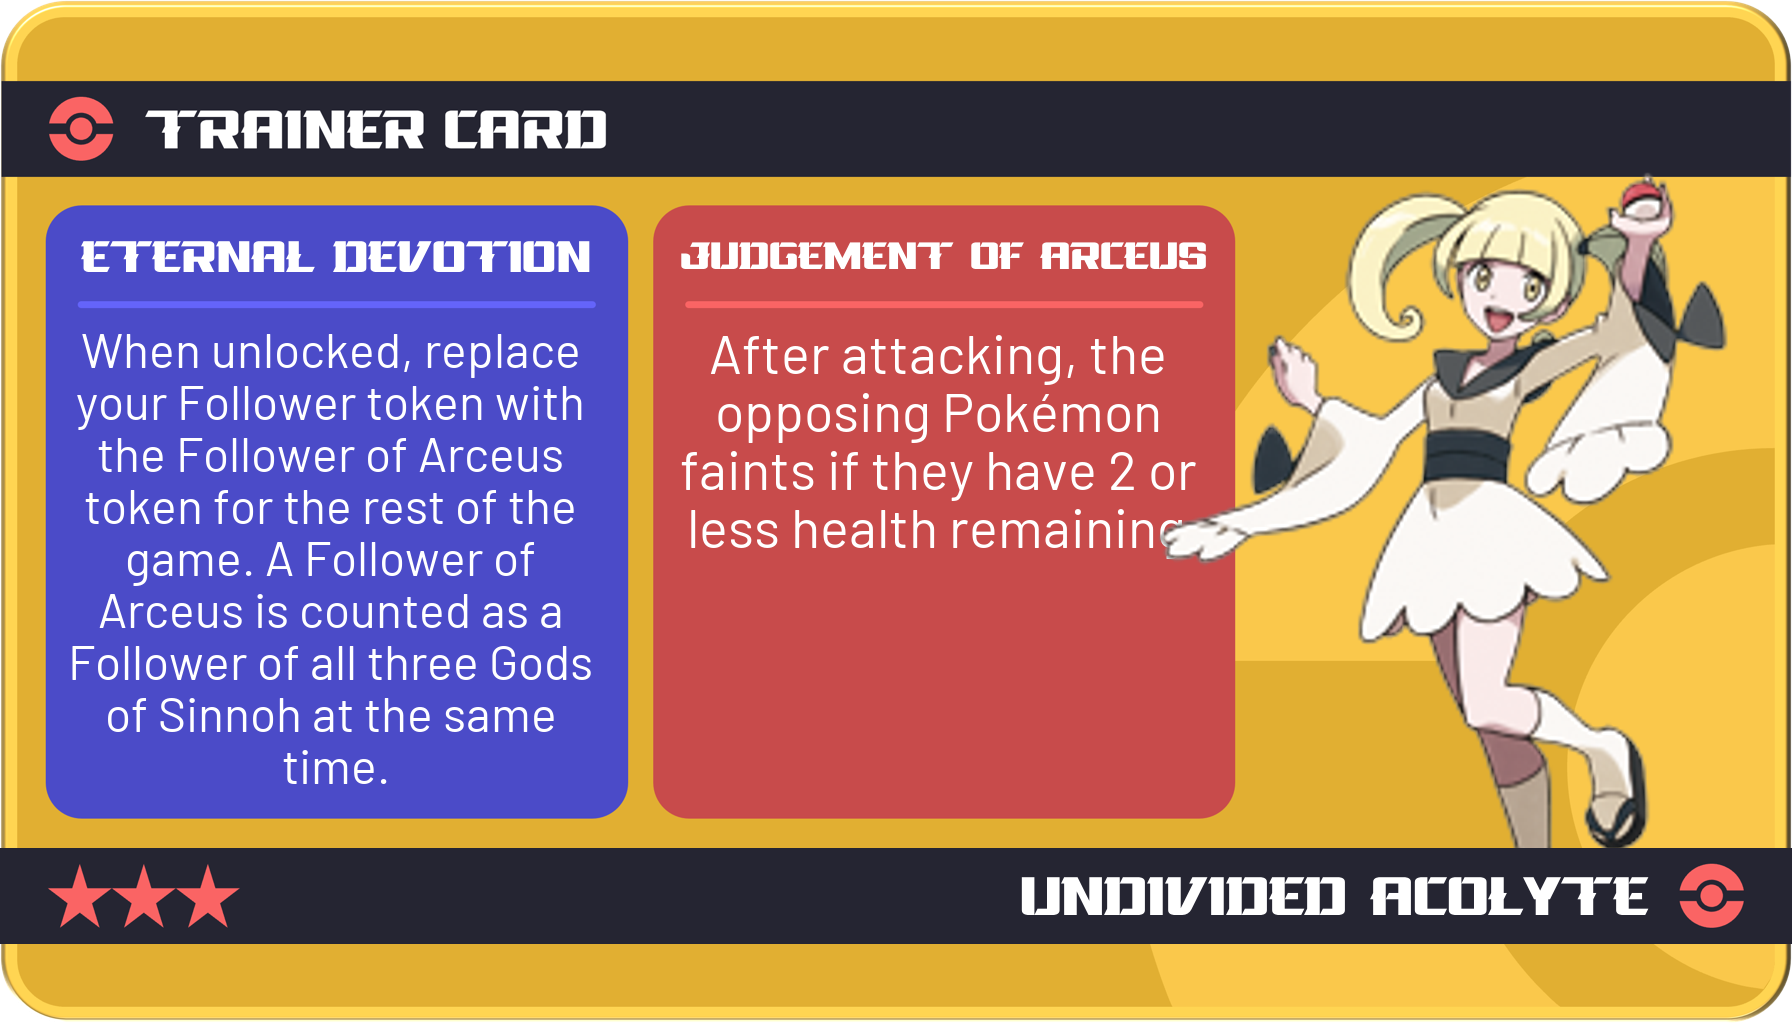 TRAINER CARD
ETERNAL DEVOTION
When unlocked, replace
your Follower token with
the Follower of Arceus
token for the rest of the
game. A Follower of
Arceus is counted as a
Follower of all three Gods
of Sinnoh at the same
time.
JUDGEMENT OF ARCEUS
After attacking, the
opposing Pokémon
faints if they have 2 or
less health remaining
UNDIVIDED ACOLYTE